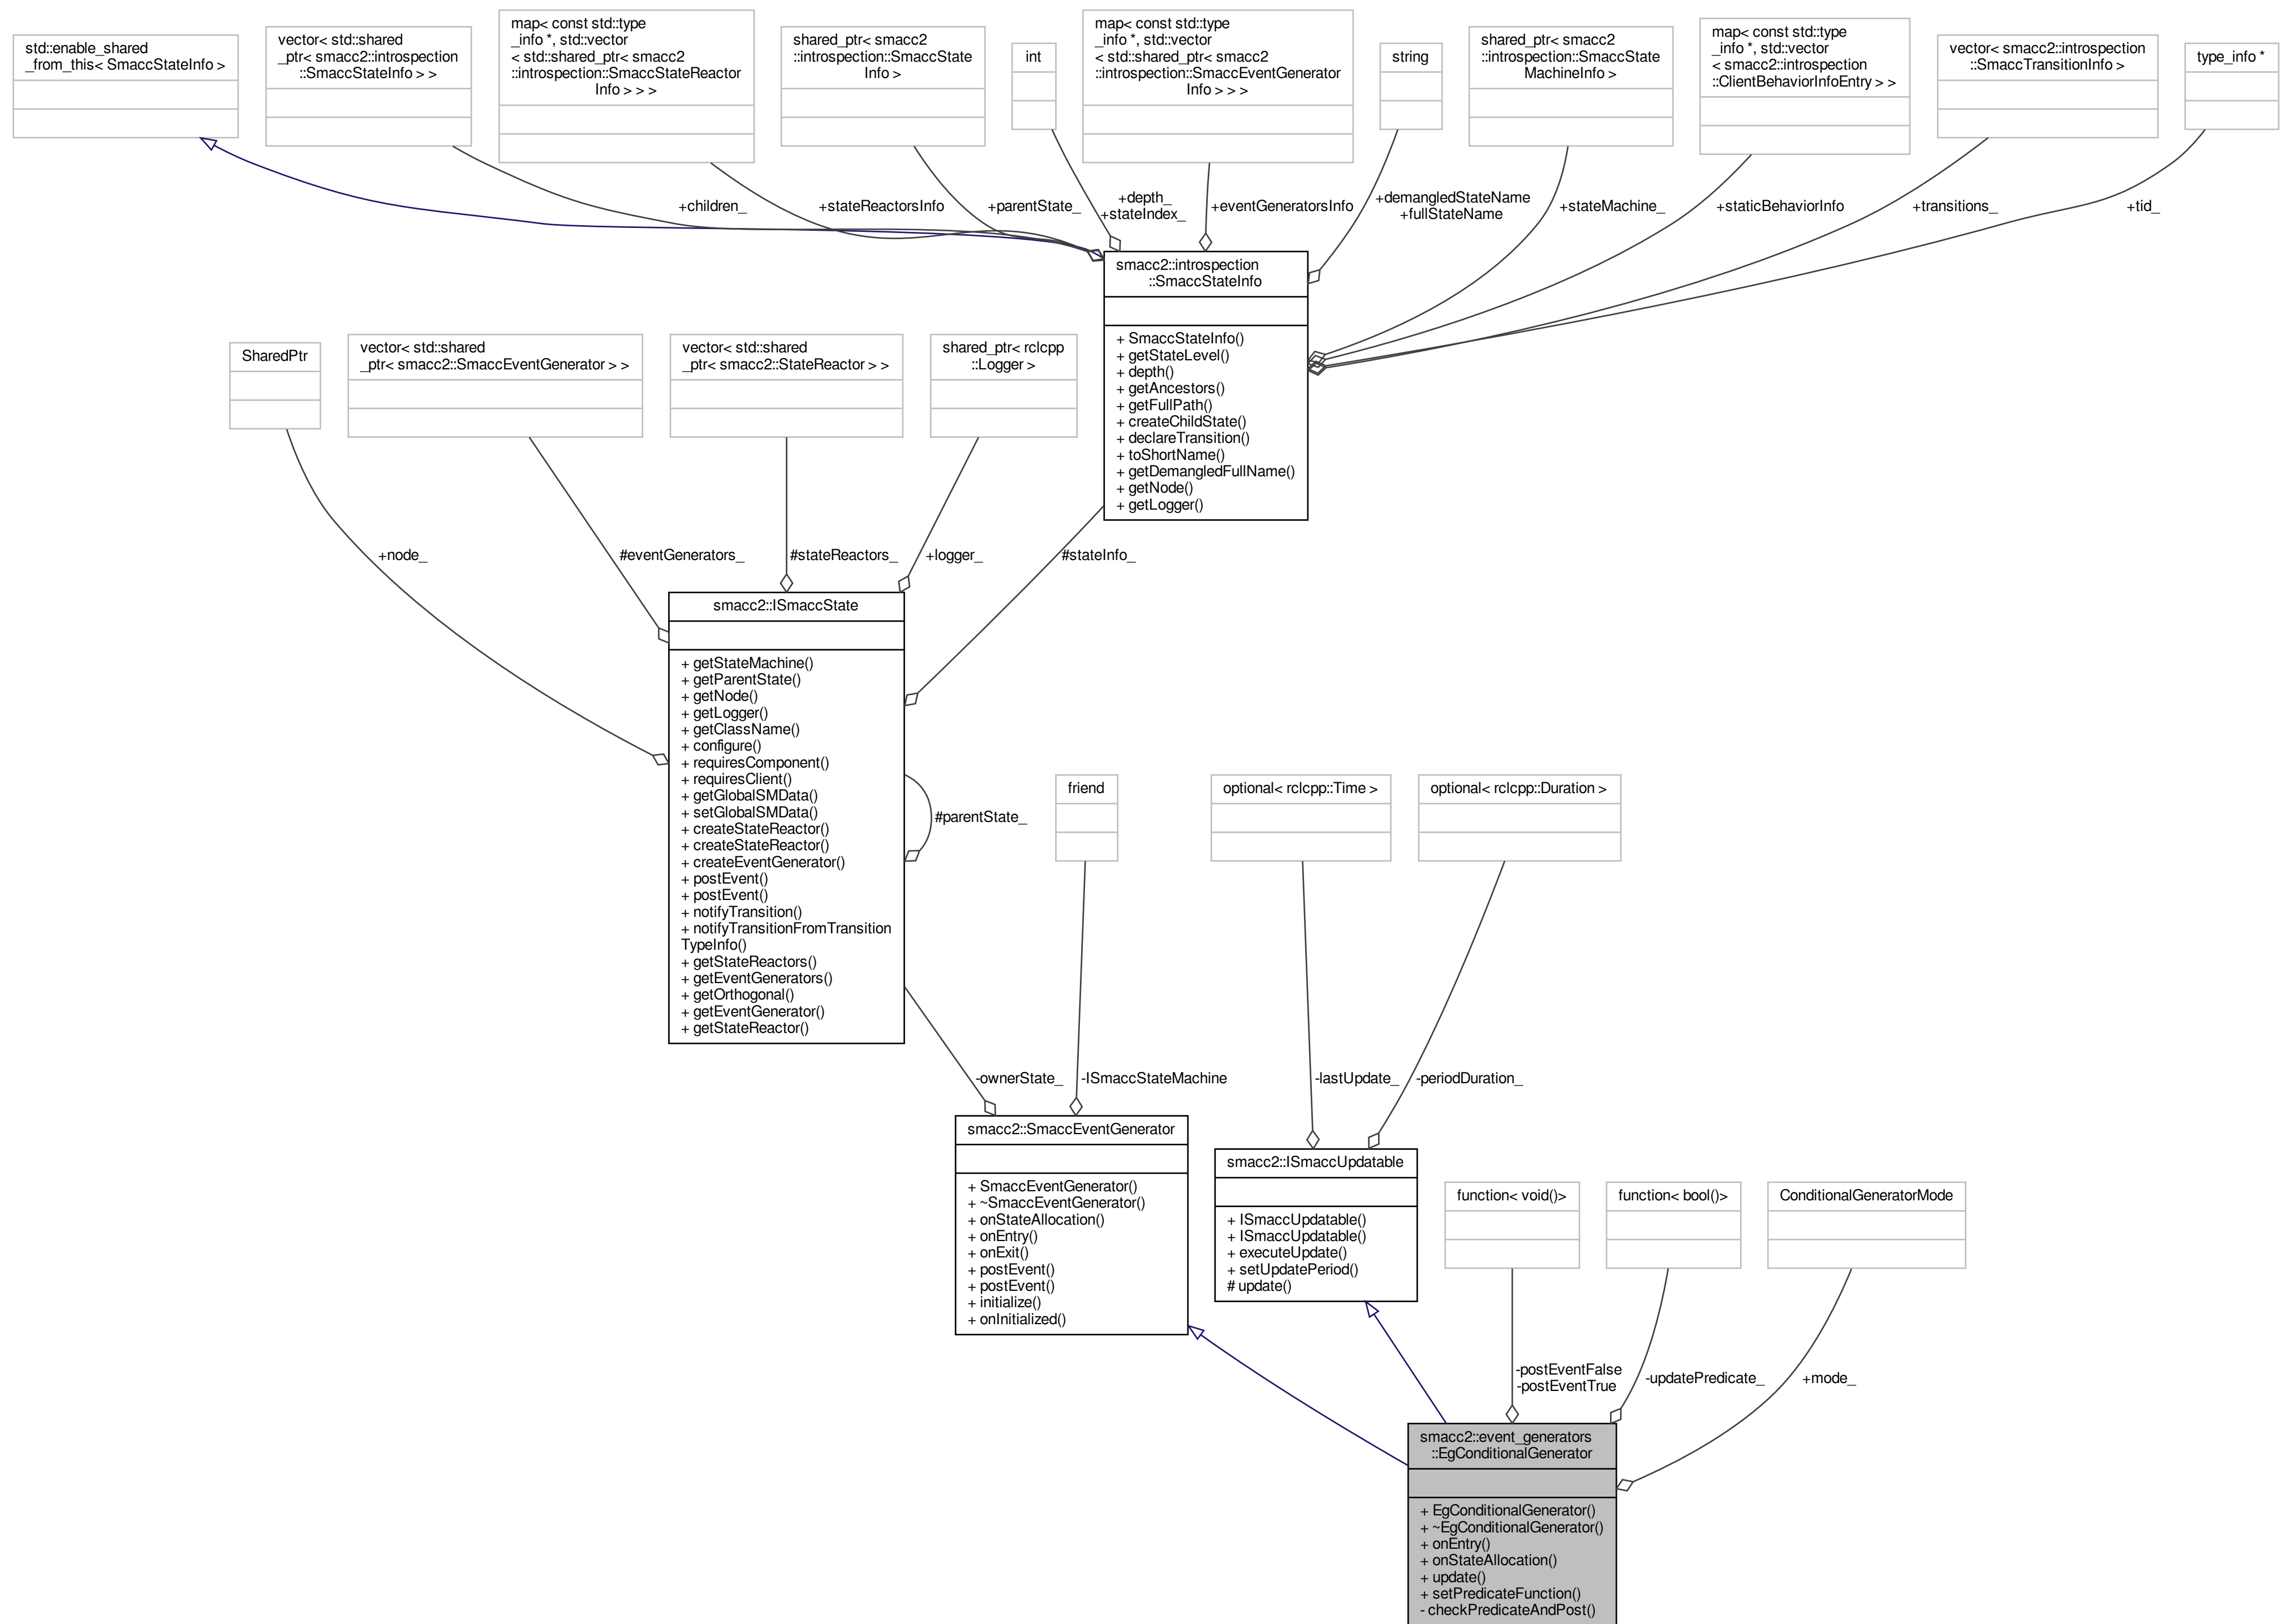 std::enable_shared
_from_this< SmaccStateInfo >
vector< std::shared
_ptr< smacc2::introspection
::SmaccStateInfo > >
map< const std::type
_info *, std::vector
< std::shared_ptr< smacc2
::introspection::SmaccStateReactor
Info > > >
shared_ptr< smacc2
::introspection::SmaccState
Info >
int
map< const std::type
_info *, std::vector
< std::shared_ptr< smacc2
::introspection::SmaccEventGenerator
Info > > >
string
shared_ptr< smacc2
::introspection::SmaccState
MachineInfo >
map< const std::type
_info *, std::vector
< smacc2::introspection
::ClientBehaviorInfoEntry > >
vector< smacc2::introspection
::SmaccTransitionInfo >
type_info *
+children_
+stateReactorsInfo
+parentState_
+depth_
+stateIndex_
+eventGeneratorsInfo
+demangledStateName
+fullStateName
+stateMachine_
+staticBehaviorInfo
+transitions_
+tid_
smacc2::introspection
::SmaccStateInfo
+ SmaccStateInfo()
+ getStateLevel()
+ depth()
+ getAncestors()
+ getFullPath()
+ createChildState()
+ declareTransition()
+ toShortName()
+ getDemangledFullName()
+ getNode()
+ getLogger()
SharedPtr
vector< std::shared
_ptr< smacc2::SmaccEventGenerator > >
vector< std::shared
_ptr< smacc2::StateReactor > >
shared_ptr< rclcpp
::Logger >
+node_
#eventGenerators_
#stateReactors_
+logger_
#stateInfo_
smacc2::ISmaccState
+ getStateMachine()
+ getParentState()
+ getNode()
+ getLogger()
+ getClassName()
+ configure()
+ requiresComponent()
+ requiresClient()
+ getGlobalSMData()
+ setGlobalSMData()
+ createStateReactor()
+ createStateReactor()
+ createEventGenerator()
+ postEvent()
+ postEvent()
+ notifyTransition()
+ notifyTransitionFromTransition
TypeInfo()
+ getStateReactors()
+ getEventGenerators()
+ getOrthogonal()
+ getEventGenerator()
+ getStateReactor()
#parentState_
friend
optional< rclcpp::Time >
optional< rclcpp::Duration >
-ownerState_
-ISmaccStateMachine
-lastUpdate_
-periodDuration_
smacc2::SmaccEventGenerator
+ SmaccEventGenerator()
+ ~SmaccEventGenerator()
+ onStateAllocation()
+ onEntry()
+ onExit()
+ postEvent()
+ postEvent()
+ initialize()
+ onInitialized()
smacc2::ISmaccUpdatable
+ ISmaccUpdatable()
+ ISmaccUpdatable()
+ executeUpdate()
+ setUpdatePeriod()
# update()
function< void()>
function< bool()>
ConditionalGeneratorMode
-postEventFalse
-postEventTrue
-updatePredicate_
+mode_
smacc2::event_generators
::EgConditionalGenerator
+ EgConditionalGenerator()
+ ~EgConditionalGenerator()
+ onEntry()
+ onStateAllocation()
+ update()
+ setPredicateFunction()
- checkPredicateAndPost()